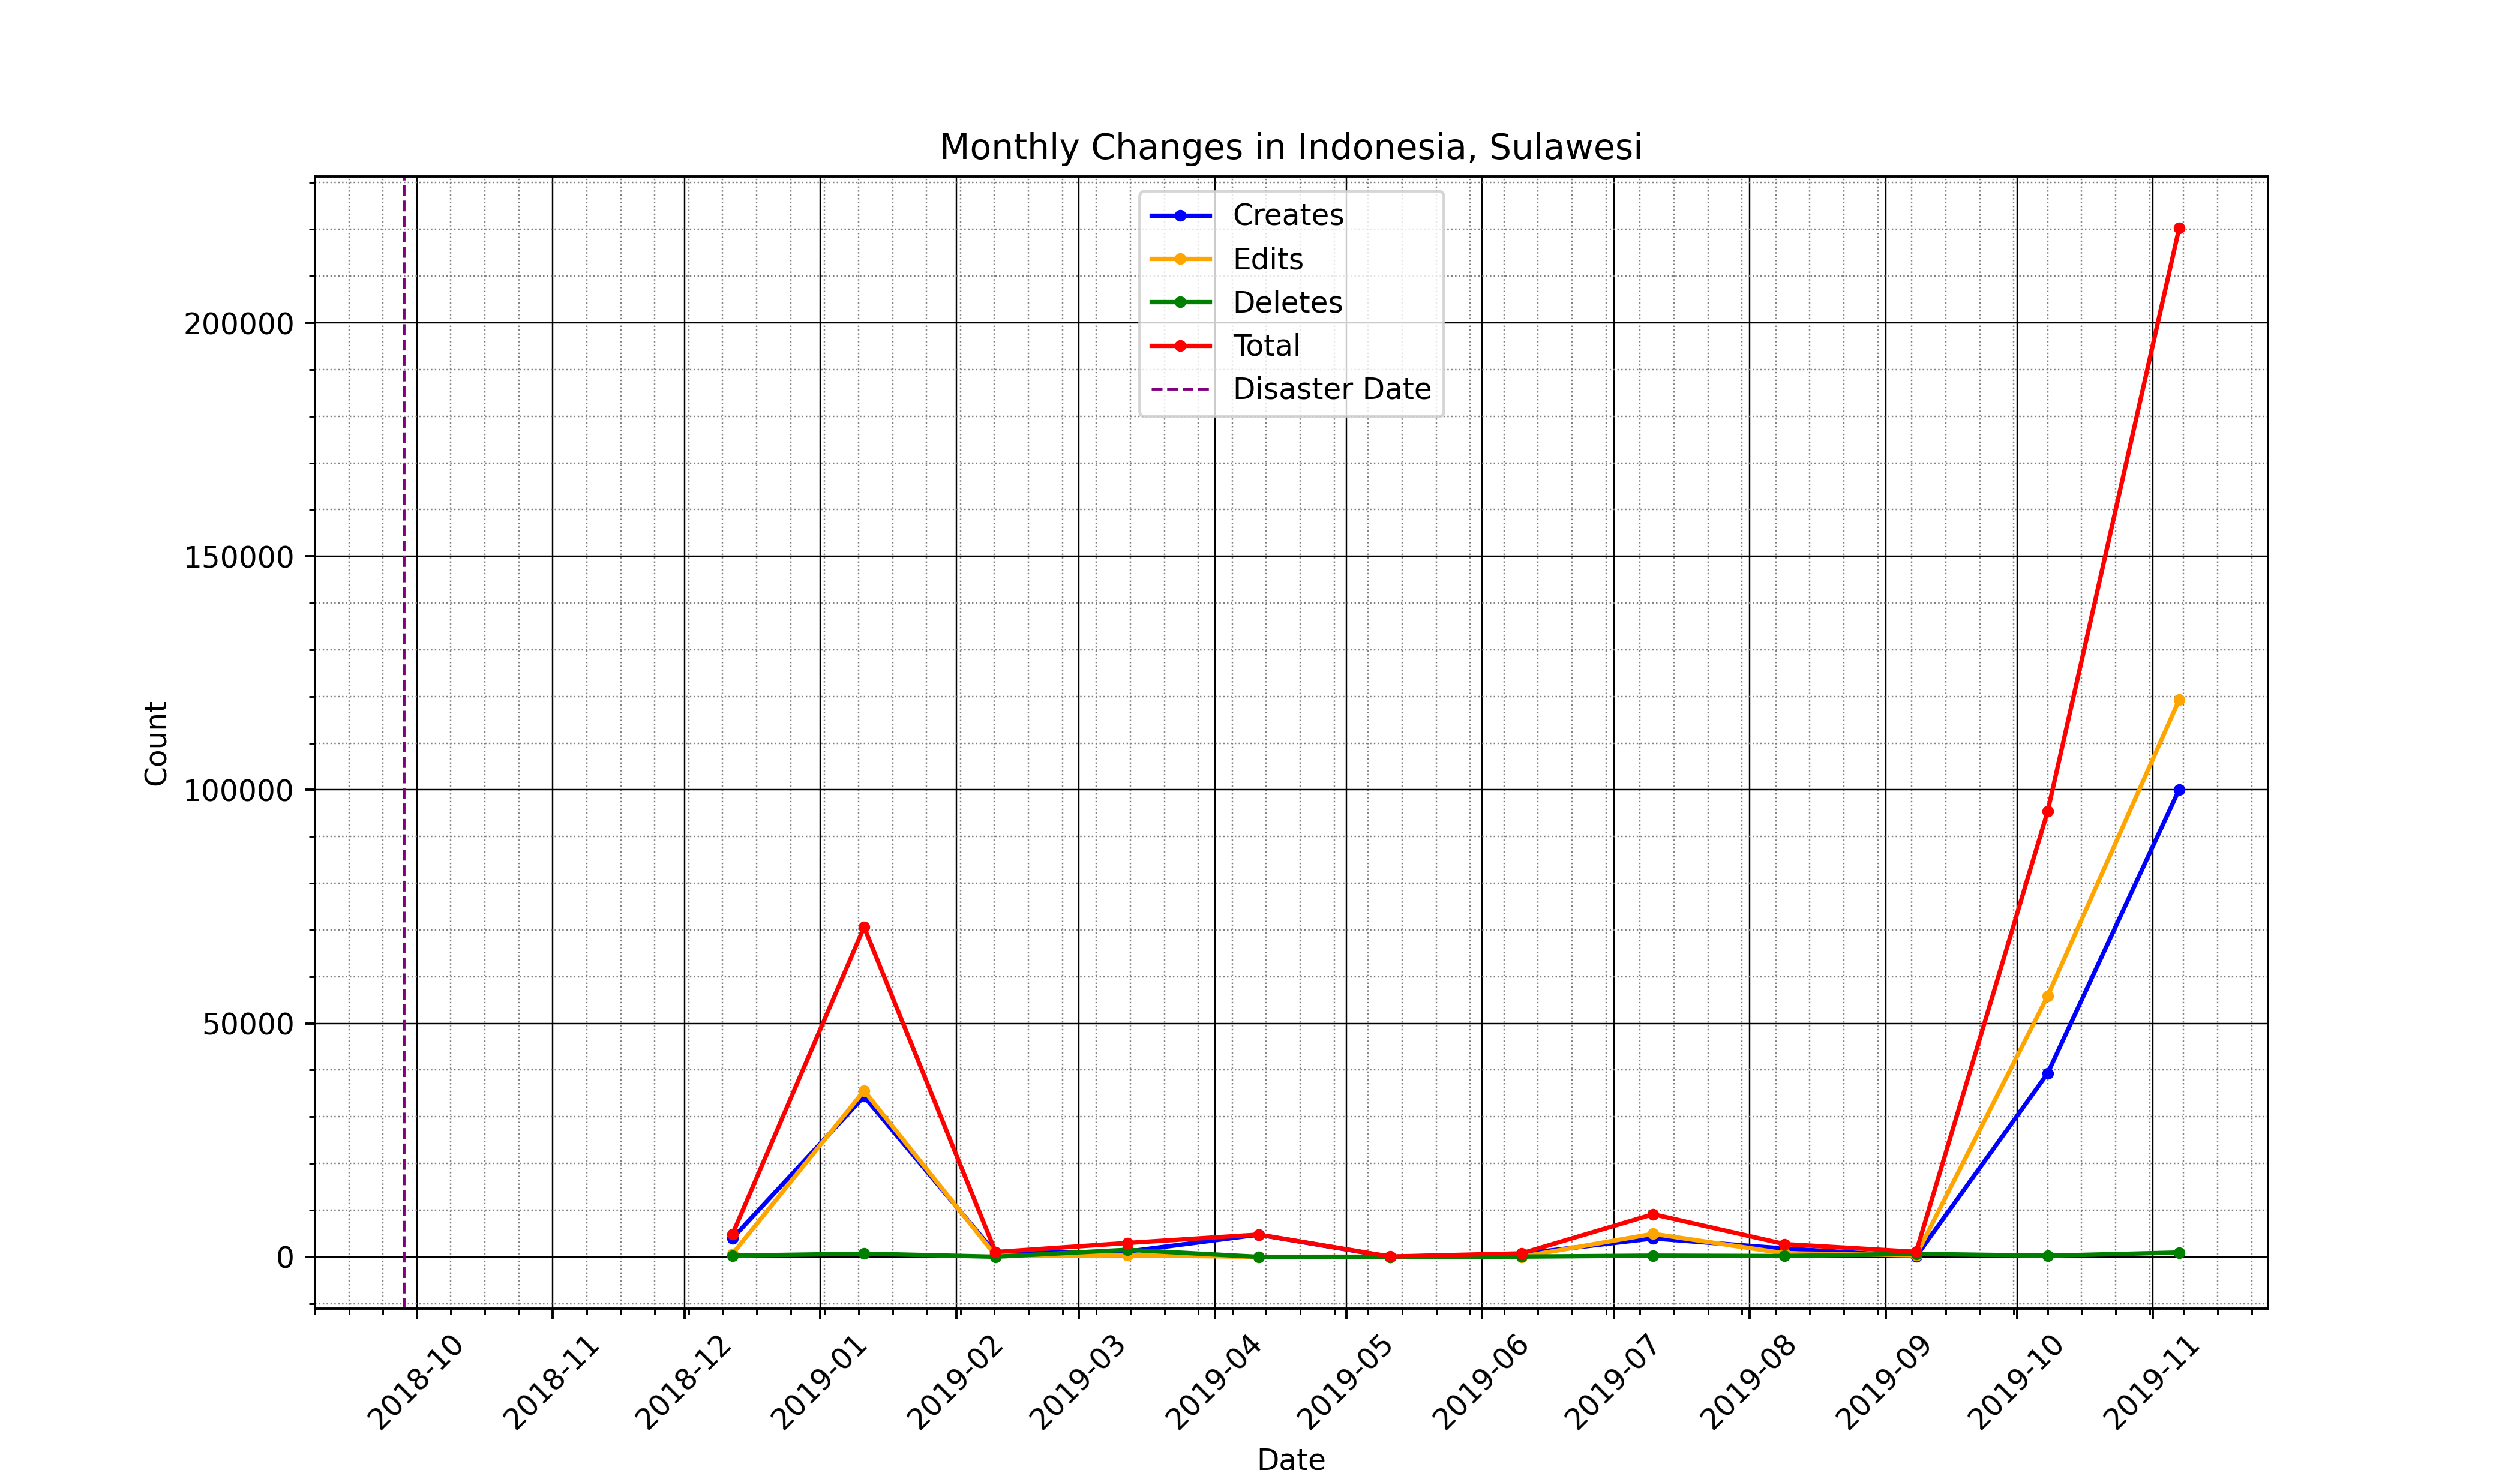 Monthly Changes in Indonesia, Sulawesi
Creates
Edits
Deletes
Total
Disaster Date
200000
150000
100000
50000
0
Count
2018-10
2018-11
2018-12
2019-01
2019-02
2019-03
2019-04
2019-05
2019-06
2019-07
2019-08
2019-09
2019-10
2019-11
Date